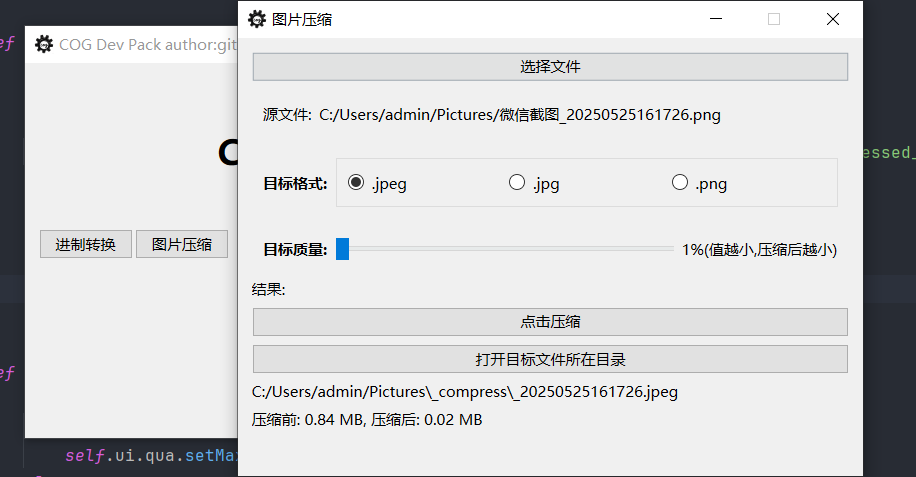 图片压缩
COG Dev Pack author:git
选择文件
源文件: C:/Users/admin/Pictures/微信截图_20250525161726.png
目标格式: .jpeg .jpg .png
进制转换 图片压缩
目标质量: 1%(值越小,压缩后越小)
结果:
点击压缩
打开目标文件所在目录
C:/Users/admin/Pictures\_compress\_20250525161726.jpeg
压缩前: 0.84 MB, 压缩后: 0.02 MB
self.ui.qua.setMa